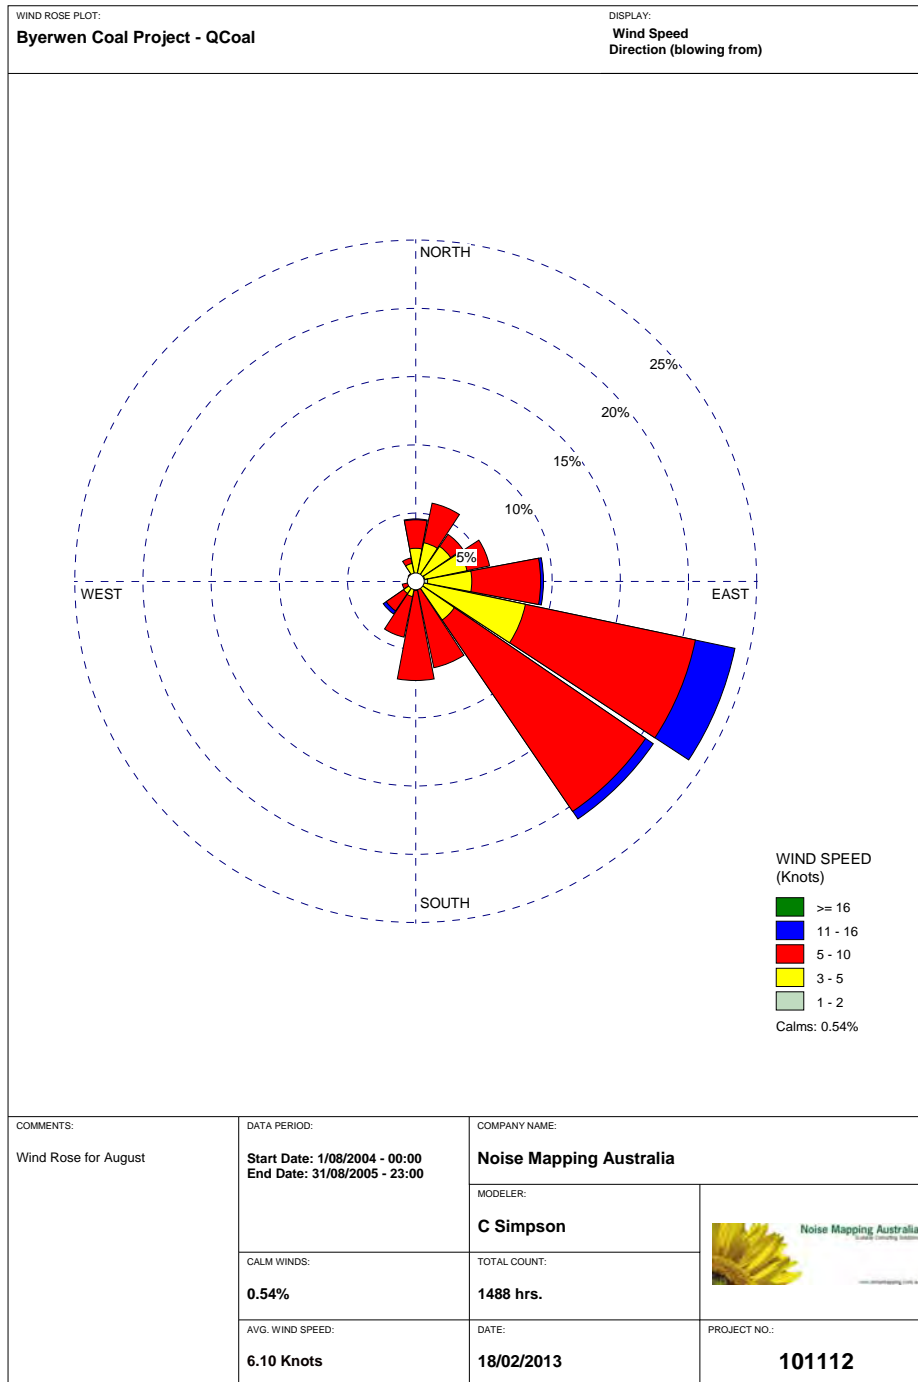 WIND ROSE PLOT:
Byerwen Coal Project - QCoal
DISPLAY:
Wind Speed
Direction (blowing from)
NORTH
25%
20%
15%
10%
5%
WEST
EAST
SOUTH
WIND SPEED
(Knots)
>= 16
11 - 16
5 - 10
3 - 5
1 - 2
Calms: 0.54%
COMMENTS:
Wind Rose for August
DATA PERIOD:
Start Date: 1/08/2004 - 00:00
End Date: 31/08/2005 - 23:00
COMPANY NAME:
Noise Mapping Australia
MODELER:
C Simpson
CALM WINDS:
0.54%
TOTAL COUNT:
1488 hrs.
Noise Mapping Australia
AVG. WIND SPEED:
6.10 Knots
DATE:
18/02/2013
PROJECT NO.:
101112